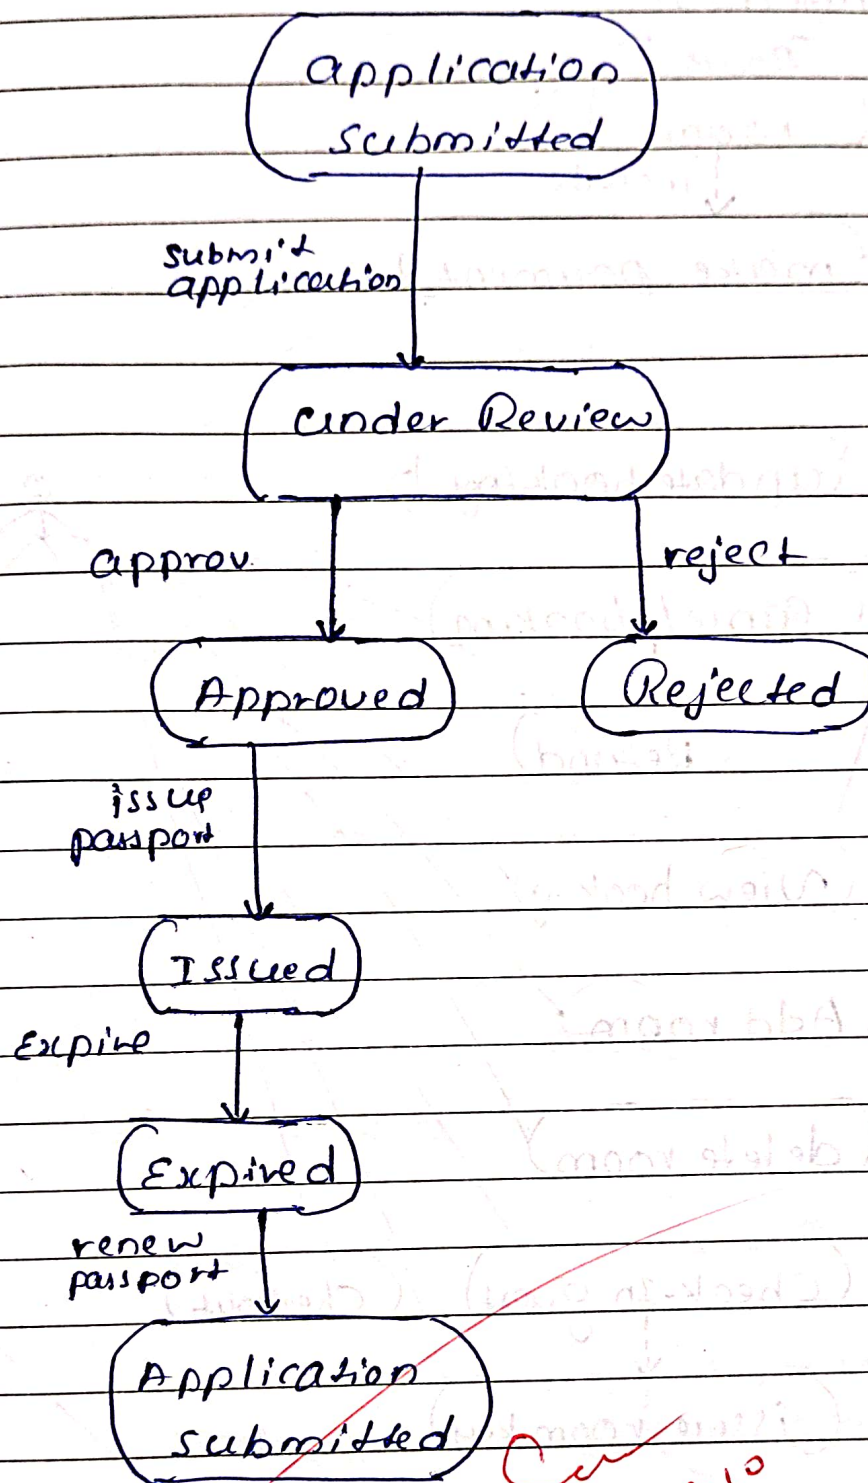 Application
submitted
submit
application
under Review
approv.
reject
Approved
Rejected
issue
passport
Issued
Expire
Expired
renew
passport
Application
submitted
10